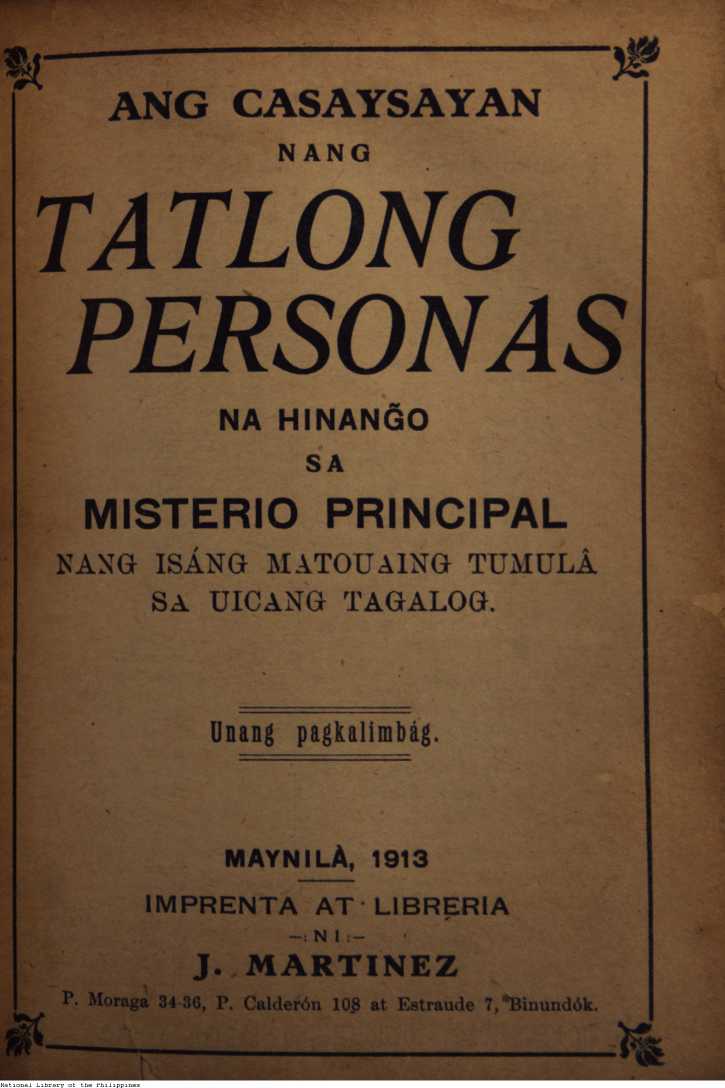 ANG CASAYSAYAN
NANG
TATLONG
PERSONAS
NA HINANG̃O
SA
MISTERIO PRINCIPAL
NANG ISÁNG MATOUAING TUMULÂ
SA UICANG TAGALOG.
Unang pagkalimbág.
MAYNILÀ, 1913
IMPRENTA AT LIBRERIA
—: NI :—
J. MARTINEZ
P. Moraga 34-36, P. Calderón 108 at Estraude 7, Binundók.
National Library of the Philippines